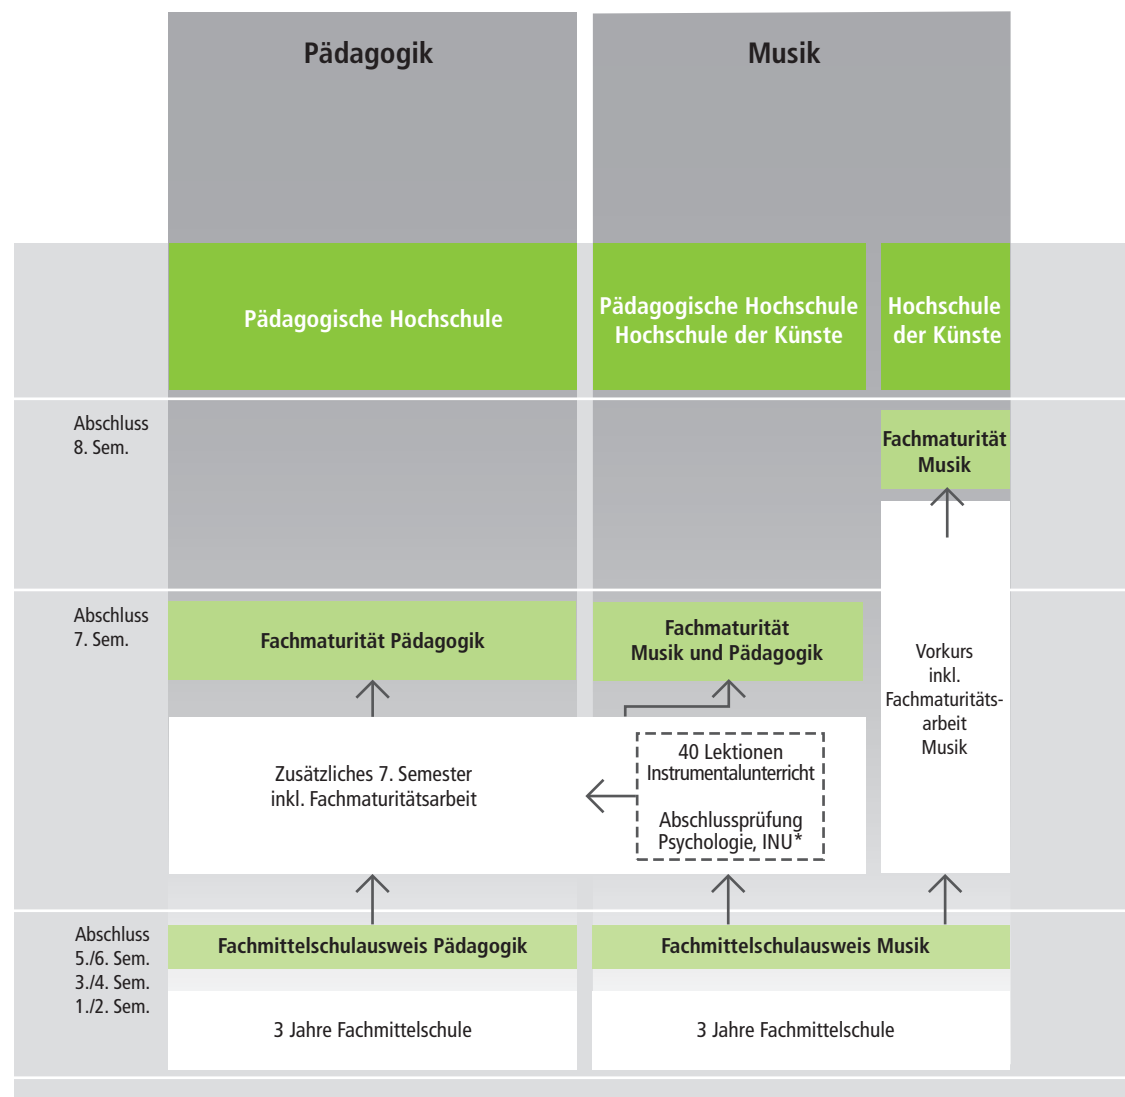 Pädagogik
Musik
Pädagogische Hochschule
Pädagogische Hochschule
Hochschule der Künste
Hochschule
der Künste
Abschluss
8. Sem.
Fachmaturität
Musik
Abschluss
7. Sem.
Fachmaturität Pädagogik
Fachmaturität
Musik und Pädagogik
Vorkurs
inkl.
Fachmaturitäts-
arbeit
Musik
Zusätzliches 7. Semester
inkl. Fachmaturitätsarbeit
40 Lektionen
Instrumentalunterricht
Abschlussprüfung
Psychologie, INU*
Abschluss
5./6. Sem.
3./4. Sem.
1./2. Sem.
Fachmittelschulausweis Pädagogik
Fachmittelschulausweis Musik
3 Jahre Fachmittelschule
3 Jahre Fachmittelschule